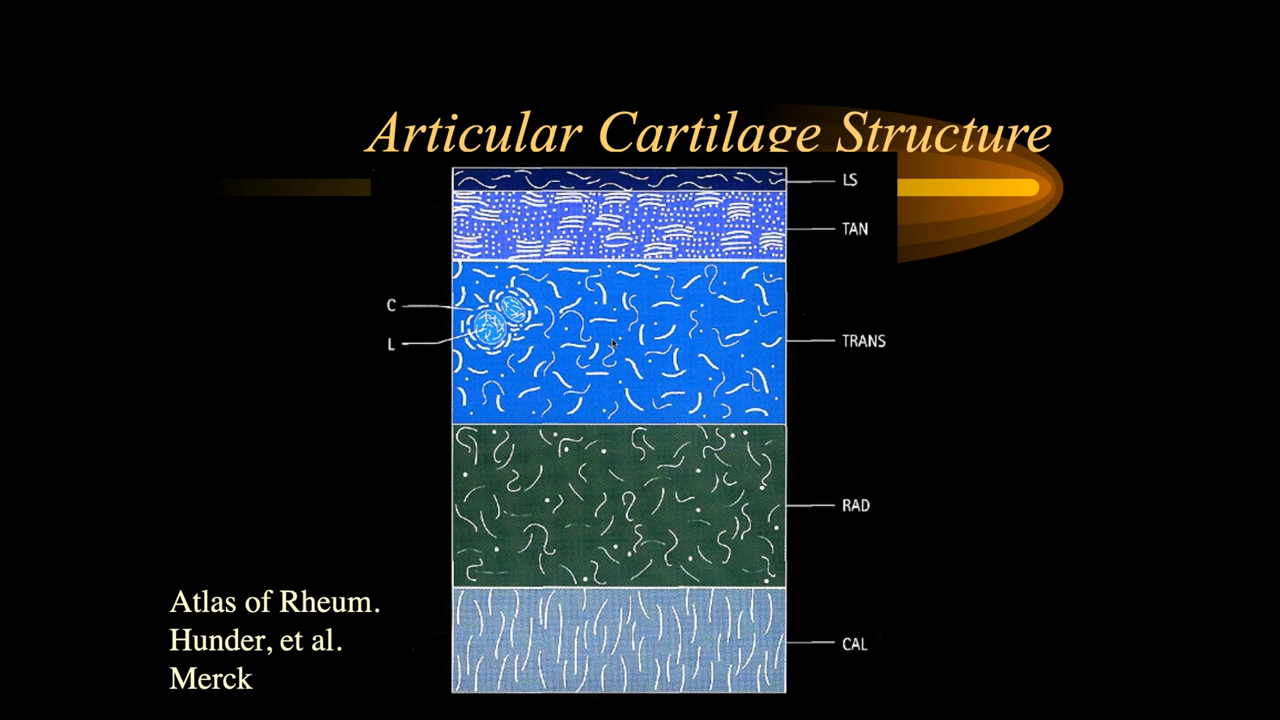 Articular Cartilage Structure
LS
TAN
C
L
TRANS
RAD
Atlas of Rheum.
Hunder, et al.
CAL
Merck